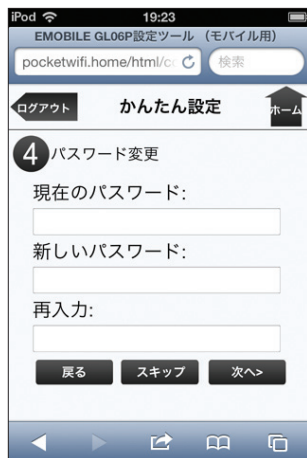 iPod 19:23
EMOBILE GL06P設定ツール （モバイル用）
pocketwifi.home/html/cc 検索
ログアウト かんたん設定 ホーム
4 パスワード変更
現在のパスワード:
新しいパスワード:
再入力:
戻る スキップ 次へ>